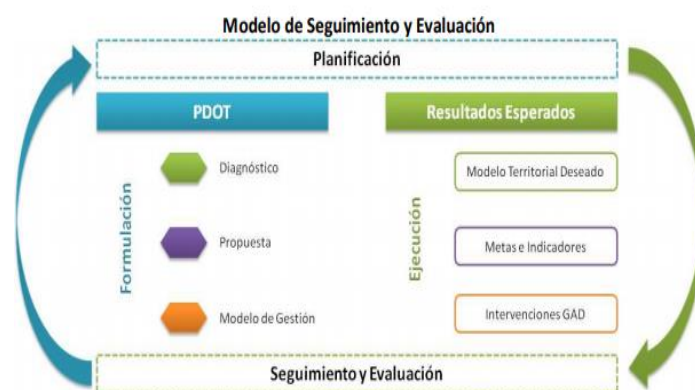 Modelo de Seguimiento y Evaluación
Planificación
PDOT
Resultados Esperados
Formulación
Diagnóstico
Propuesta
Modelo de Gestión
Ejecución
Modelo Territorial Deseado
Metas e Indicadores
Intervenciones GAD
Seguimiento y Evaluación